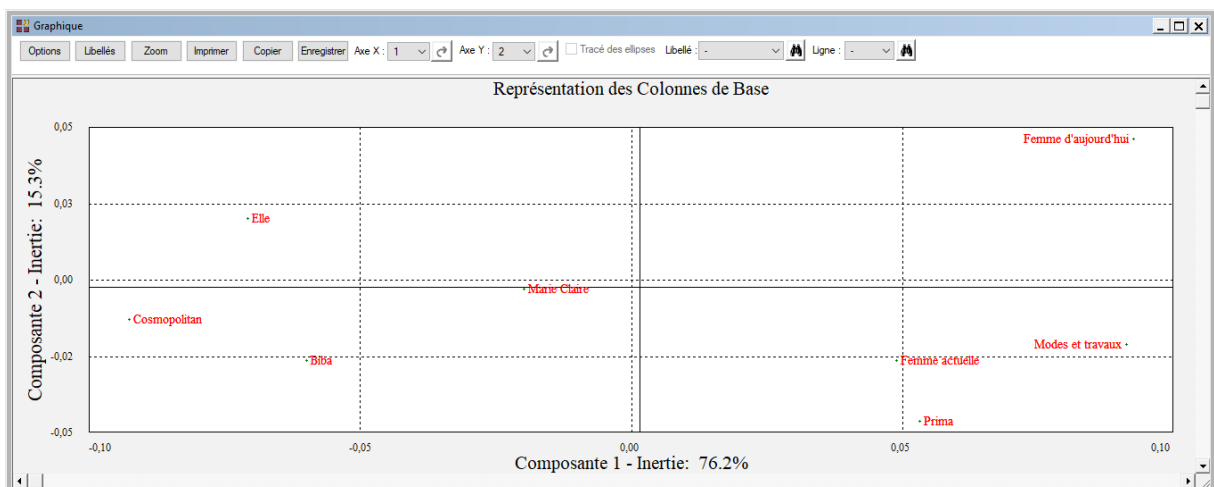 Graphique
Options Libellés Zoom Imprimer Copier Enregistrer Axe X : 1 Axe Y : 2 Tracé des ellipses Libellé : - Ligne : -
Représentation des Colonnes de Base
0,05
Femme d'aujourd'hui
0,03
Elle
0,00
Marie Claire
Cosmopolitan
Modes et travaux
-0,02
Biba
Femme actuelle
Prima
-0,05
-0,10 -0,05 0,00 0,05 0,10
Composante 1 - Inertie: 76.2%
Composante 2 - Inertie: 15.3%